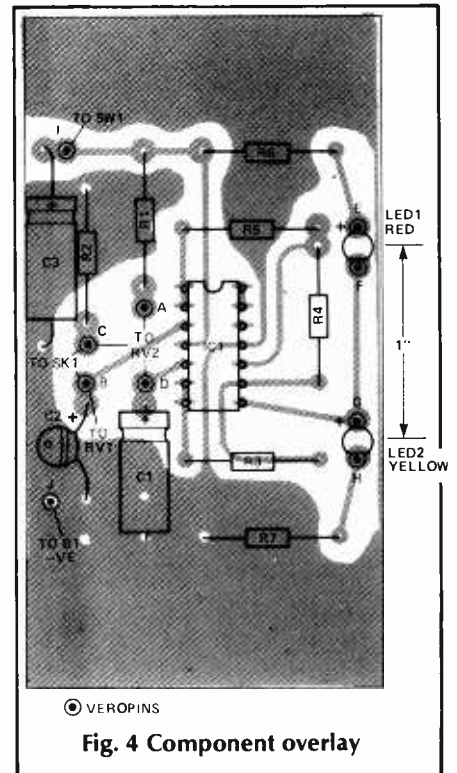 TO SW1
I
R6
R1
E
LED1
RED
+
R5
R2
C3
F
A
R4
C
TO
RV2
1"
TO SK1
B
D
C2
+
TO
RV1
G
+
LED2
YELLOW
C1
R3
H
TO B1
-VE
R7
VEROPINS
Fig. 4 Component overlay